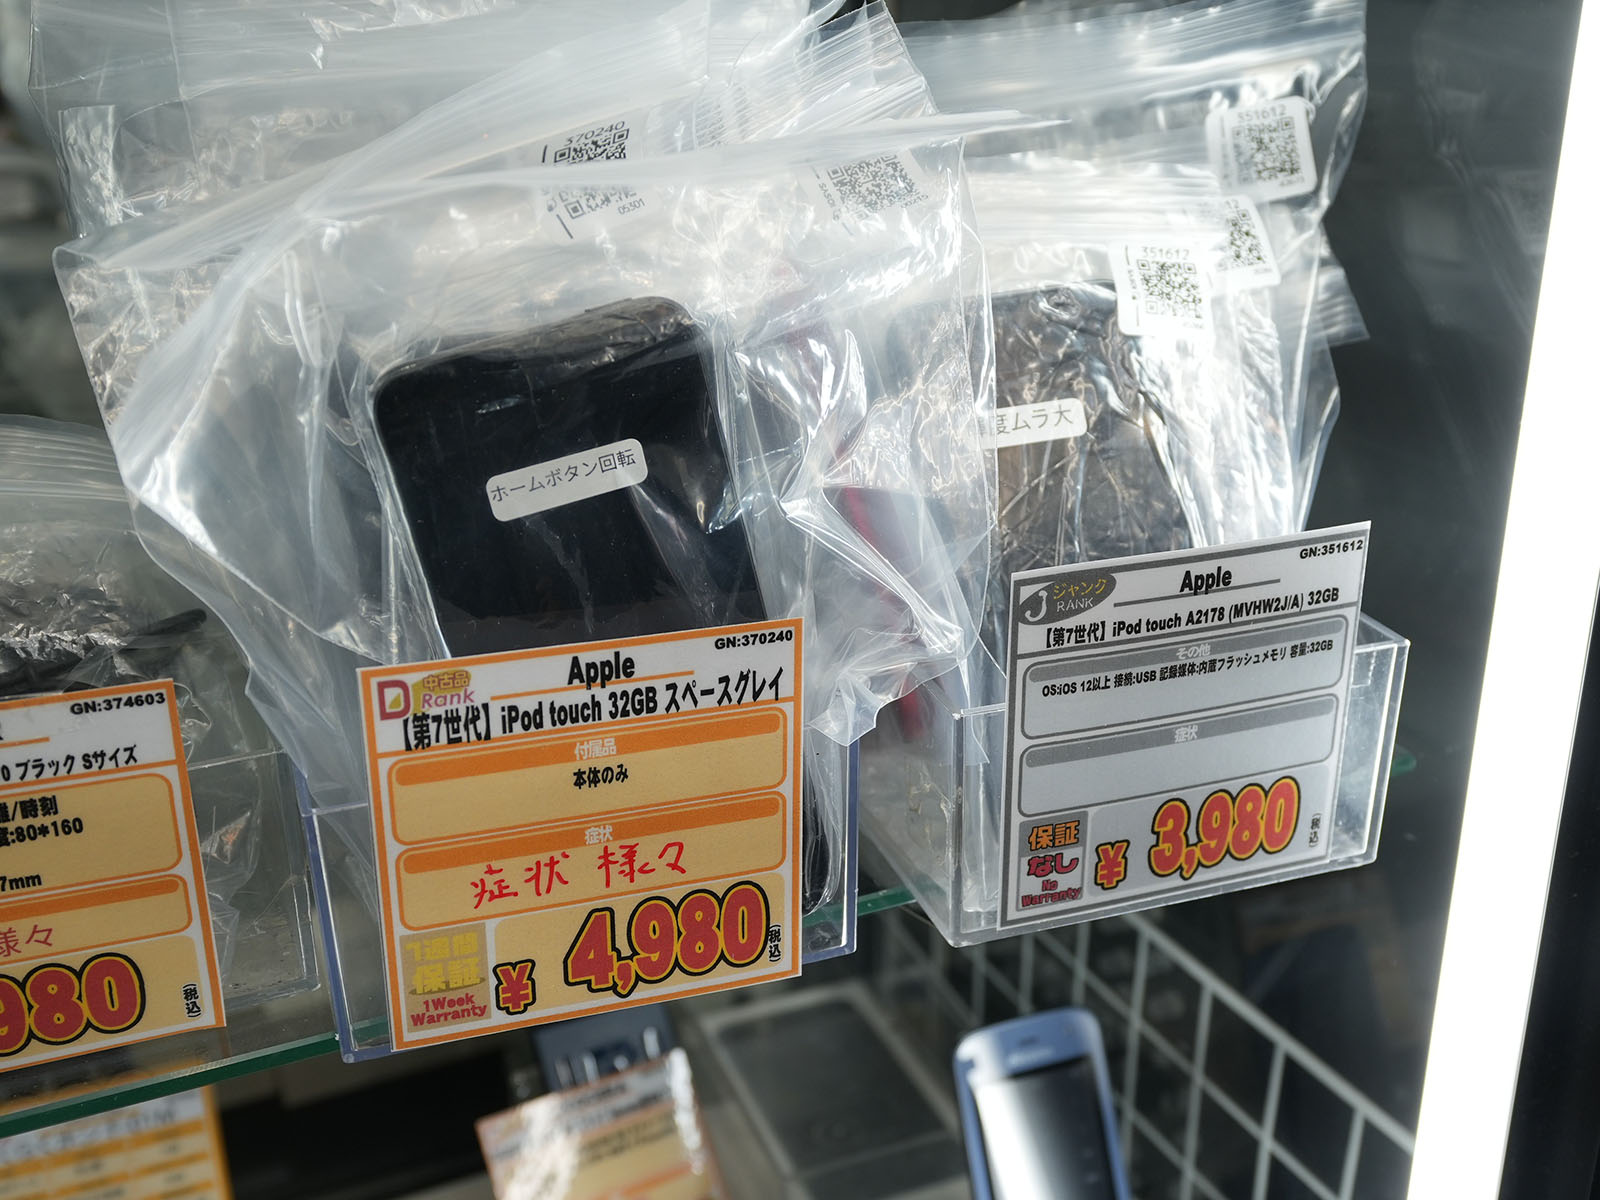 370240
05301
351612
351612
ホームボタン回転
度ムラ大
GN:374603
ブラック Sサイズ
/時刻
度:80*160
7mm
様々
980
(税込)
GN:370240
Apple
D 中古品
Rank
【第7世代】iPod touch 32GB スペースグレイ
付属品
本体のみ
症状
症状 様々
1週間
保証
1Week
Warranty
¥ 4,980
(税込)
GN:351612
J ジャンク
RANK
Apple
【第7世代】iPod touch A2178 (MVHW2J/A) 32GB
その他
OS:iOS 12以上 接続:USB 記録媒体:内蔵フラッシュメモリ 容量:32GB
症状
保証
なし
No
Warranty
¥ 3,980
(税込)